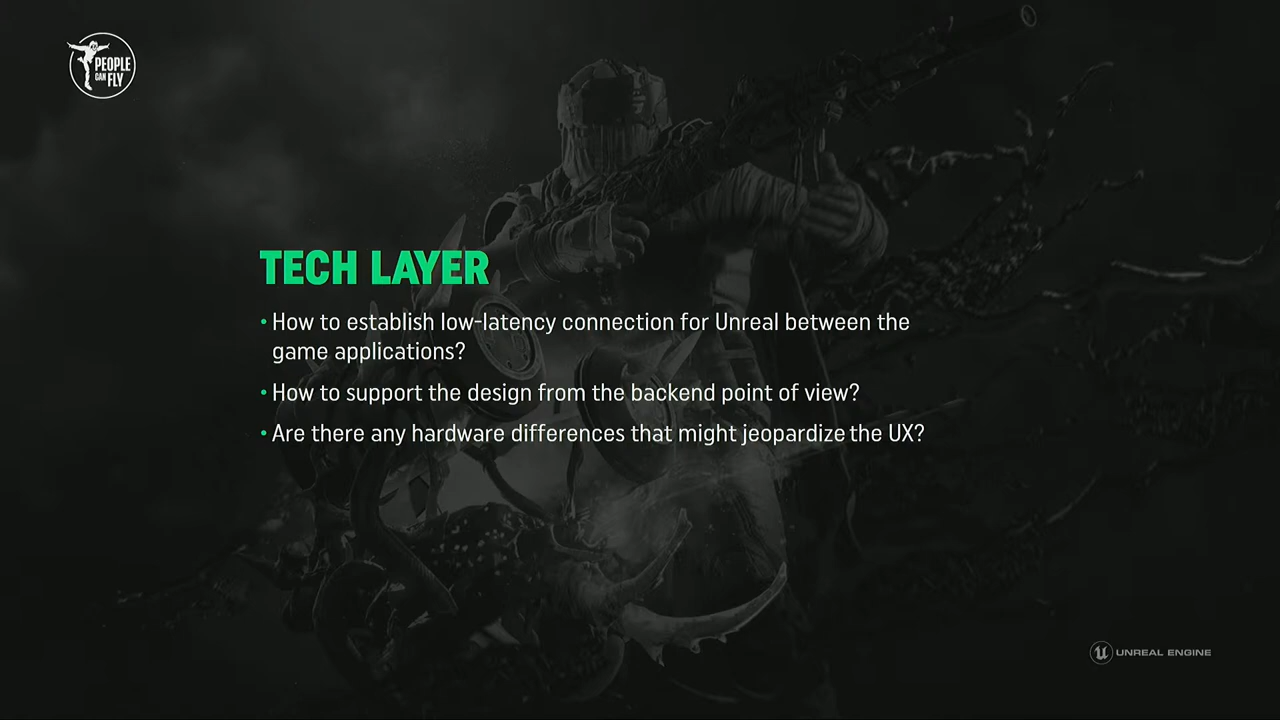 PEOPLE
CAN
FLY
TECH LAYER
• How to establish low-latency connection for Unreal between the
game applications?
• How to support the design from the backend point of view?
• Are there any hardware differences that might jeopardize the UX?
UNREAL ENGINE